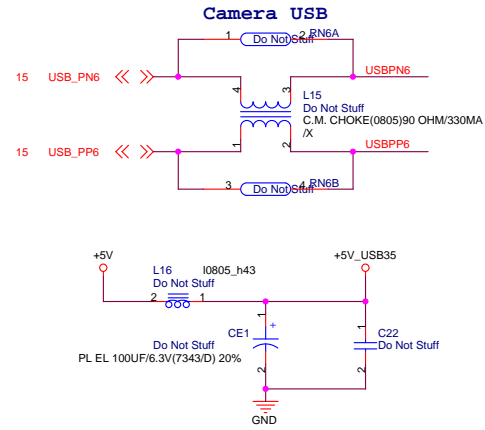 Camera USB
1 2 RN6A
Do Not Stuff
15 USB_PN6 USBPN6
4 3
L15
Do Not Stuff
C.M. CHOKE(0805)90 OHM/330MA
/X
1 2
15 USB_PP6 USBPP6
3 4 RN6B
Do Not Stuff
+5V +5V_USB35
L16 l0805_h43
Do Not Stuff
2 1
1 1
CE1 + C22
Do Not Stuff Do Not Stuff
PL EL 100UF/6.3V(7343/D) 20%
2 2
GND